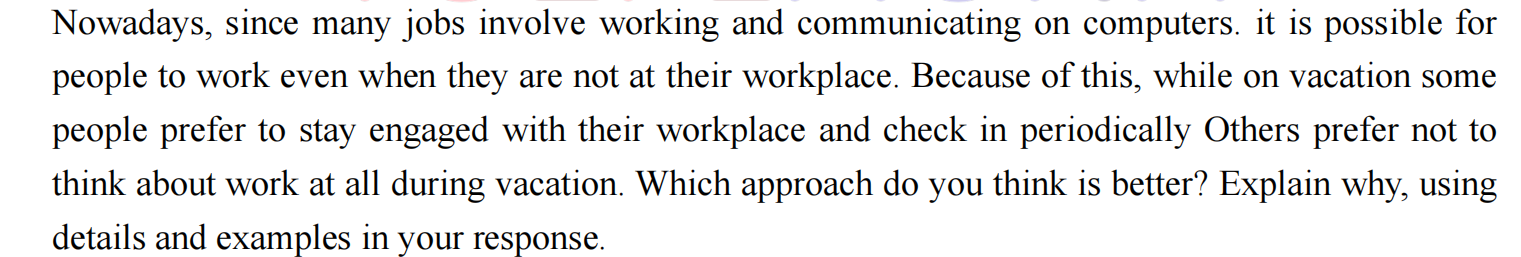 Nowadays, since many jobs involve working and communicating on computers. it is possible for
people to work even when they are not at their workplace. Because of this, while on vacation some
people prefer to stay engaged with their workplace and check in periodically Others prefer not to
think about work at all during vacation. Which approach do you think is better? Explain why, using
details and examples in your response.